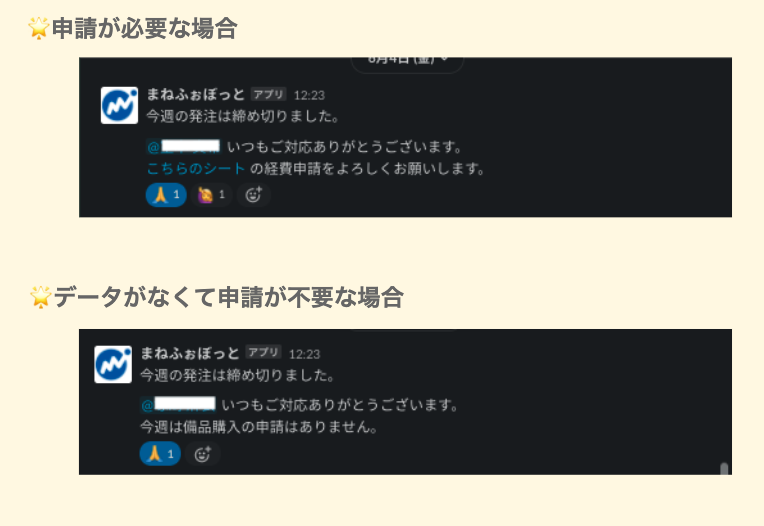 🌟申請が必要な場合
8月4日 (金)
まねふぉぼっと アプリ 12:23
今週の発注は締め切りました。
@ いつもご対応ありがとうございます。
こちらのシート の経費申請をよろしくお願いします。
🙏 1 🙋 1
🌟データがなくて申請が不要な場合
まねふぉぼっと アプリ 12:23
今週の発注は締め切りました。
@ いつもご対応ありがとうございます。
今週は備品購入の申請はありません。
🙏 1